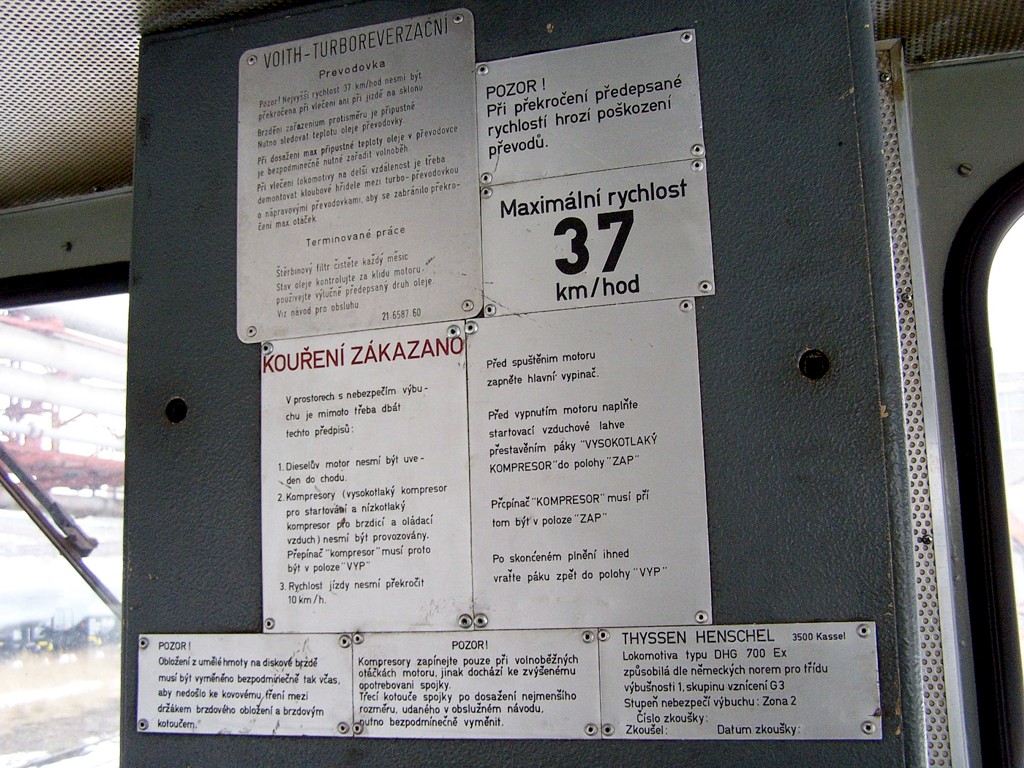 VOITH-TURBOREVERZAČNÍ
Prevodovka
Pozor! Nejvyšší rychlost 37 km/hod nesmí být
překročena při vlečení ani při jízdě na sklonu
Brzdění zařazením protisměru je přípustné
Nutno sledovat teplotu oleje převodovky.
Při dosažení max přípustné teploty oleje v převodovce
je bezpodmínečně nutné zařadit volnoběh.
Při vlečení lokomotivy na delší vzdálenost je třeba
demontovat kloubové hřídele mezi turbo-převodovkou
a nápravovými převodovkami, aby se zabránilo překro-
čení max. otáček.
Terminované práce
Štěrbinový filtr čistěte každý měsíc
Stav oleje kontrolujte za klidu motoru,
používejte výlučně předepsaný druh oleje.
Viz návod pro obsluhu
21.6587.60
POZOR!
Při překročení předepsané
rychlostí hrozí poškození
převodů.
Maximální rychlost
37
km/hod
KOUŘENÍ ZÁKAZANO
V prostorech s nebezpečím výbu-
chu je mimoto třeba dbát
techto předpisů:
1. Dieselův motor nesmí být uve-
den do chodu.
2. Kompresory (vysokotlaký kompresor
pro startování a nízkotlaký
kompresor pro brzdicí a oládací
vzduch) nesmí být provozovány.
Přepínač "kompresor" musí proto
být v poloze "VYP"
3. Rychlost jízdy nesmí překročit
10 km/h.
Před spuštěním motoru
zapněte hlavní vypinač.
Před vypnutím motoru naplňte
startovací vzduchové lahve
přestavěním páky "VYSOKOTLAKÝ
KOMPRESOR" do polohy "ZAP"
Přcpínač "KOMPRESOR" musí při
tom být v poloze "ZAP"
Po skonćeném plnění ihned
vraťte páku zpět do polohy "VYP"
POZOR!
Obložení z umělé hmoty na diskové brzdě
musí být vyměněno bezpodmínečně tak včas,
aby nedošlo ke kovovému tření mezi
držákem brzdového obložení a brzdovým
kotoučem.
POZOR!
Kompresory zapínejte pouze při volnoběžných
otáčkách motoru, jinak dochází ke zvýšenému
opotrebovani spojky.
Třecí kotouče spojky po dosažení nejmenšího
rozměru, udaného v obslužném návodu,
nutno bezpodmínečně vyměnit.
THYSSEN HENSCHEL 3500 Kassel
Lokomotiva typu DHG 700 Ex
způsobilá dle německých norem pro třídu
výbušnosti 1, skupinu vznícení G3
Stupeň nebezpečí výbuchu: Zona 2
Číslo zkoušky:
Zkoušel: Datum zkoušky: